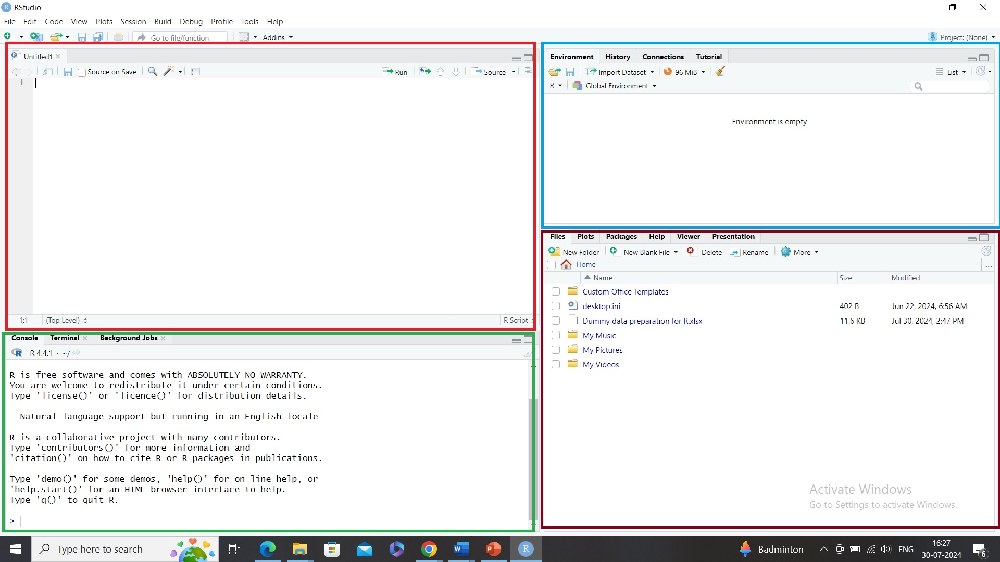 RStudio
File Edit Code View Plots Session Build Debug Profile Tools Help
Go to file/function Addins Project: (None)
Untitled1
Source on Save Run Source
1
1:1 (Top Level) R Script
Console Terminal Background Jobs
R 4.4.1 · ~/
R is free software and comes with ABSOLUTELY NO WARRANTY.
You are welcome to redistribute it under certain conditions.
Type 'license()' or 'licence()' for distribution details.
Natural language support but running in an English locale
R is a collaborative project with many contributors.
Type 'contributors()' for more information and
'citation()' on how to cite R or R packages in publications.
Type 'demo()' for some demos, 'help()' for on-line help, or
'help.start()' for an HTML browser interface to help.
Type 'q()' to quit R.
>
Environment History Connections Tutorial
Import Dataset 96 MiB List
R Global Environment
Environment is empty
Files Plots Packages Help Viewer Presentation
New Folder New Blank File Delete Rename More
Home ...
Name Size Modified
Custom Office Templates
desktop.ini 402 B Jun 22, 2024, 6:56 AM
Dummy data preparation for R.xlsx 11.6 KB Jul 30, 2024, 2:47 PM
My Music
My Pictures
My Videos
Activate Windows
Go to Settings to activate Windows.
Type here to search Badminton ENG 16:27
30-07-2024 6